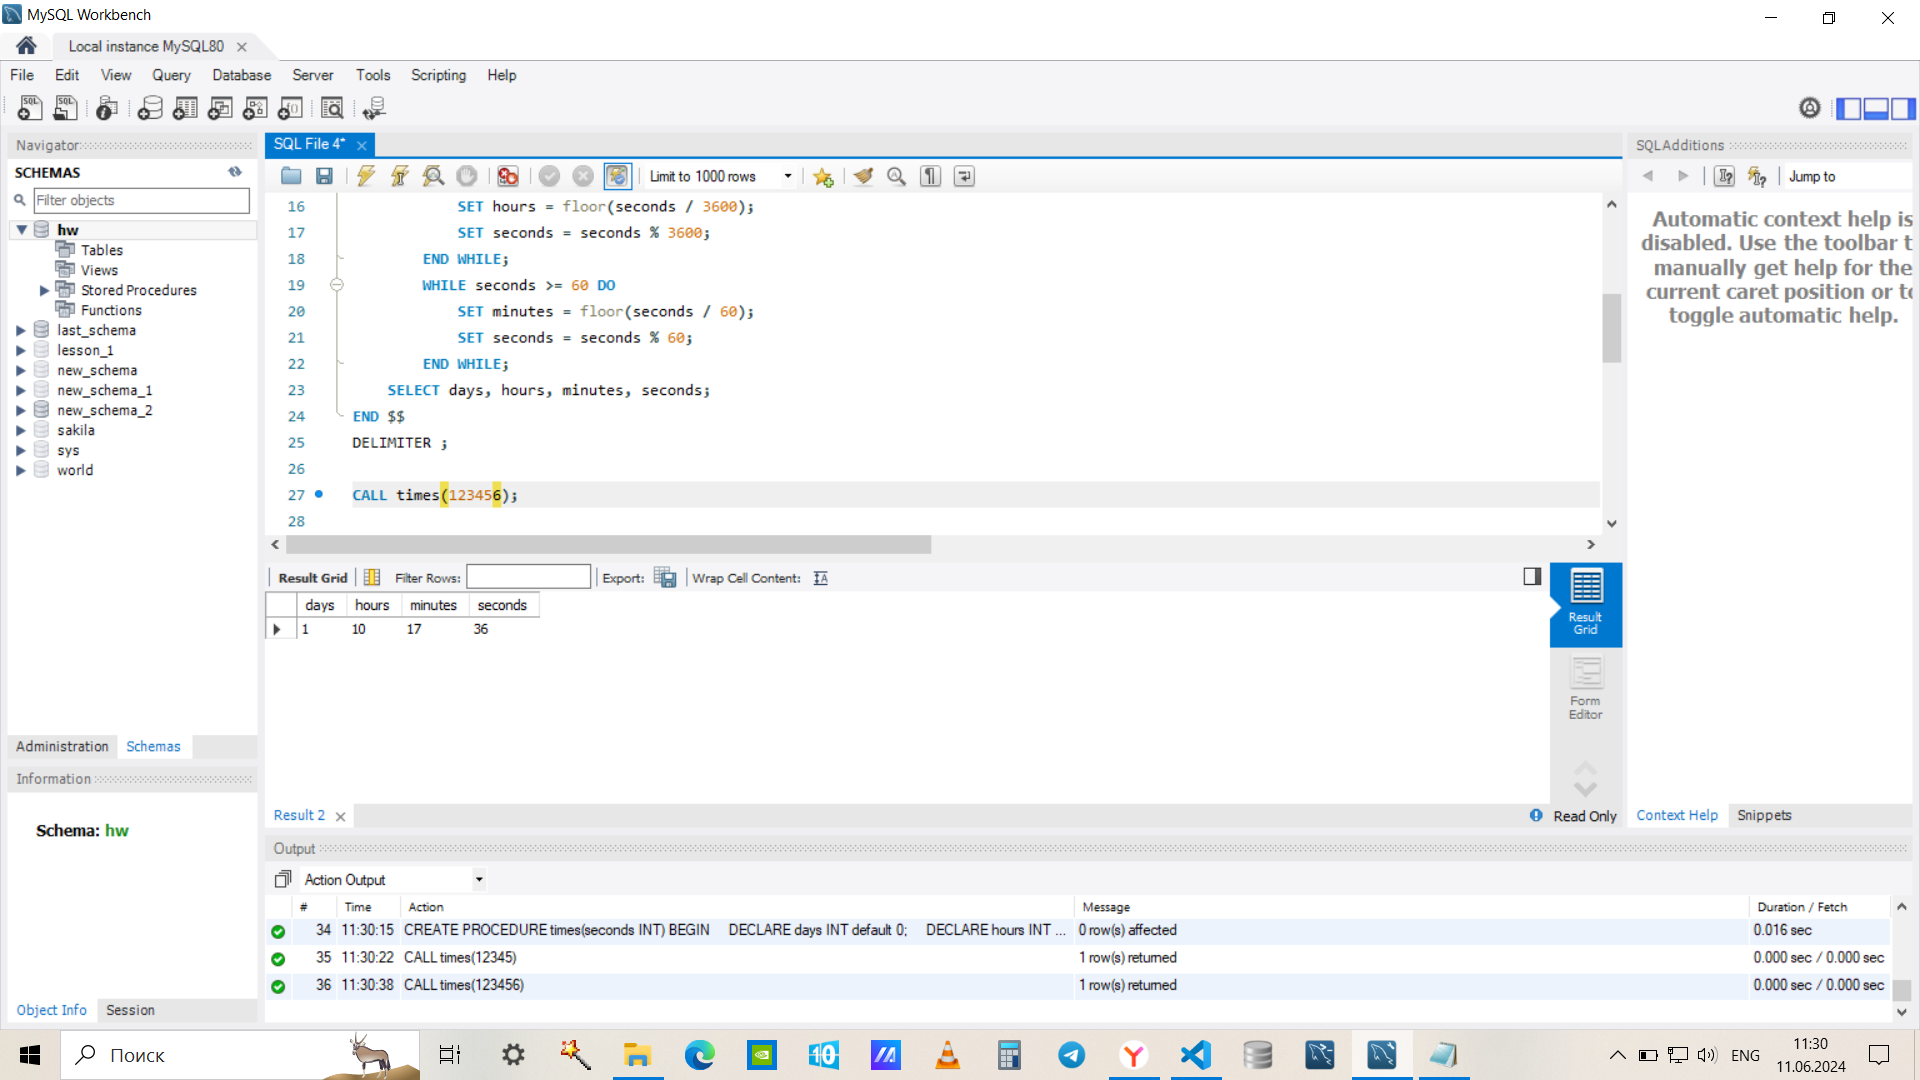 MySQL Workbench
Local instance MySQL80
File Edit View Query Database Server Tools Scripting Help
Navigator
SCHEMAS
Filter objects
hw
Tables
Views
Stored Procedures
Functions
last_schema
lesson_1
new_schema
new_schema_1
new_schema_2
sakila
sys
world
Administration Schemas
Information
Schema: hw
Object Info Session
SQL File 4*
Limit to 1000 rows
16 SET hours = floor(seconds / 3600);
17 SET seconds = seconds % 3600;
18 END WHILE;
19 WHILE seconds >= 60 DO
20 SET minutes = floor(seconds / 60);
21 SET seconds = seconds % 60;
22 END WHILE;
23 SELECT days, hours, minutes, seconds;
24 END $$
25 DELIMITER ;
26
27 CALL times(123456);
28
Result Grid Filter Rows: Export: Wrap Cell Content:
days hours minutes seconds
1 10 17 36
Result
Grid
Form
Editor
Result 2
Read Only
SQLAdditions
Jump to
Automatic context help is
disabled. Use the toolbar t
manually get help for the
current caret position or to
toggle automatic help.
Context Help Snippets
Output
Action Output
# Time Action Message Duration / Fetch
34 11:30:15 CREATE PROCEDURE times(seconds INT) BEGIN DECLARE days INT default 0; DECLARE hours INT ... 0 row(s) affected 0.016 sec
35 11:30:22 CALL times(12345) 1 row(s) returned 0.000 sec / 0.000 sec
36 11:30:38 CALL times(123456) 1 row(s) returned 0.000 sec / 0.000 sec
Поиск
ENG
11:30
11.06.2024